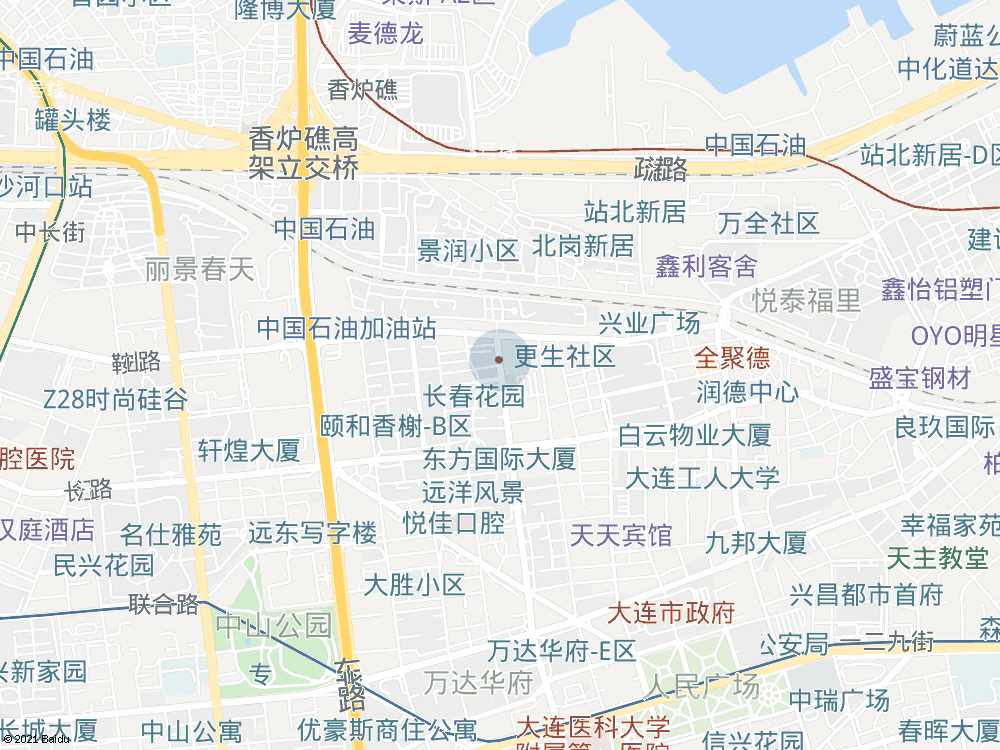 隆博大厦
麦德龙
蔚蓝公
中国石油
中化道达
香炉礁
罐头楼
香炉礁高
架立交桥
中国石油
疏港路
站北新居-D区
沙河口站
站北新居
万全社区
中长街
中国石油
建设
景润小区
北岗新居
丽景春天
鑫利客舍
鑫怡铝塑门
悦泰福里
中国石油加油站
兴业广场
OYO明星
更生社区
全聚德
鞍山路
盛宝钢材
润德中心
长春花园
Z28时尚硅谷
颐和香榭-B区
白云物业大厦
良玖国际
轩煌大厦
腔医院
东方国际大厦
柏
大连工人大学
长江路
远洋风景
汉庭酒店
名仕雅苑
远东写字楼
悦佳口腔
天天宾馆
九邦大厦
幸福家苑
天主教堂
民兴花园
大胜小区
兴昌都市首府
联合路
大连市政府
中山公园
森
公安局
一二九街
万达华府-E区
兴新家园
专
东北路
万达华府
人民广场
中瑞广场
长城大厦
中山公寓
优豪斯商住公寓
大连医科大学
春晖大厦
信兴花园
© 2021 Baidu